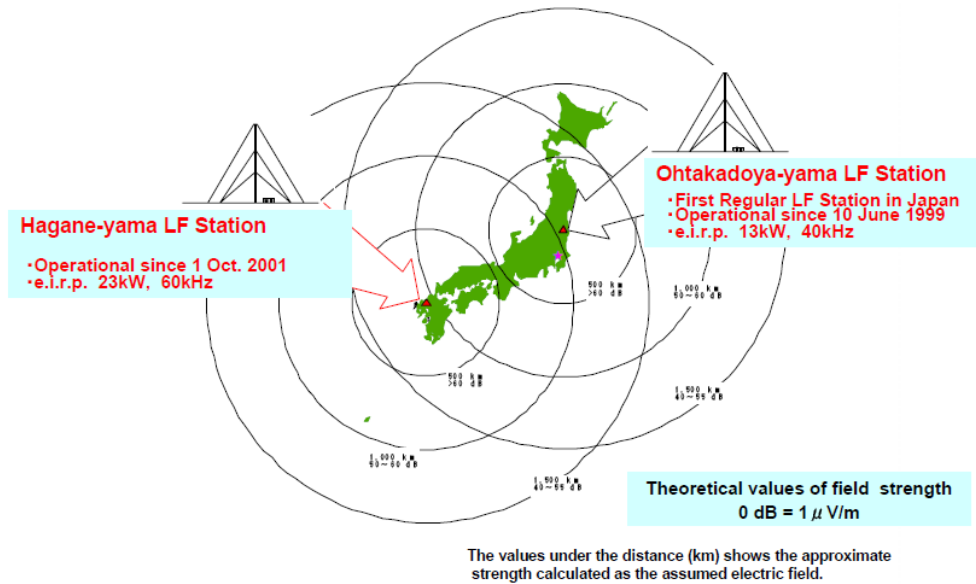 Ohtakadoya-yama LF Station
・First Regular LF Station in Japan
・Operational since 10 June 1999
・e.i.r.p. 13kW, 40kHz
Hagane-yama LF Station
・Operational since 1 Oct. 2001
・e.i.r.p. 23kW, 60kHz
500 km
>60 dB
1,000 km
50~60 dB
500 km
>60 dB
1,500 km
40~55 dB
1,000 km
50~60 dB
1,500 km
40~55 dB
Theoretical values of field strength
0 dB = 1 μ V/m
The values under the distance (km) shows the approximate
strength calculated as the assumed electric field.